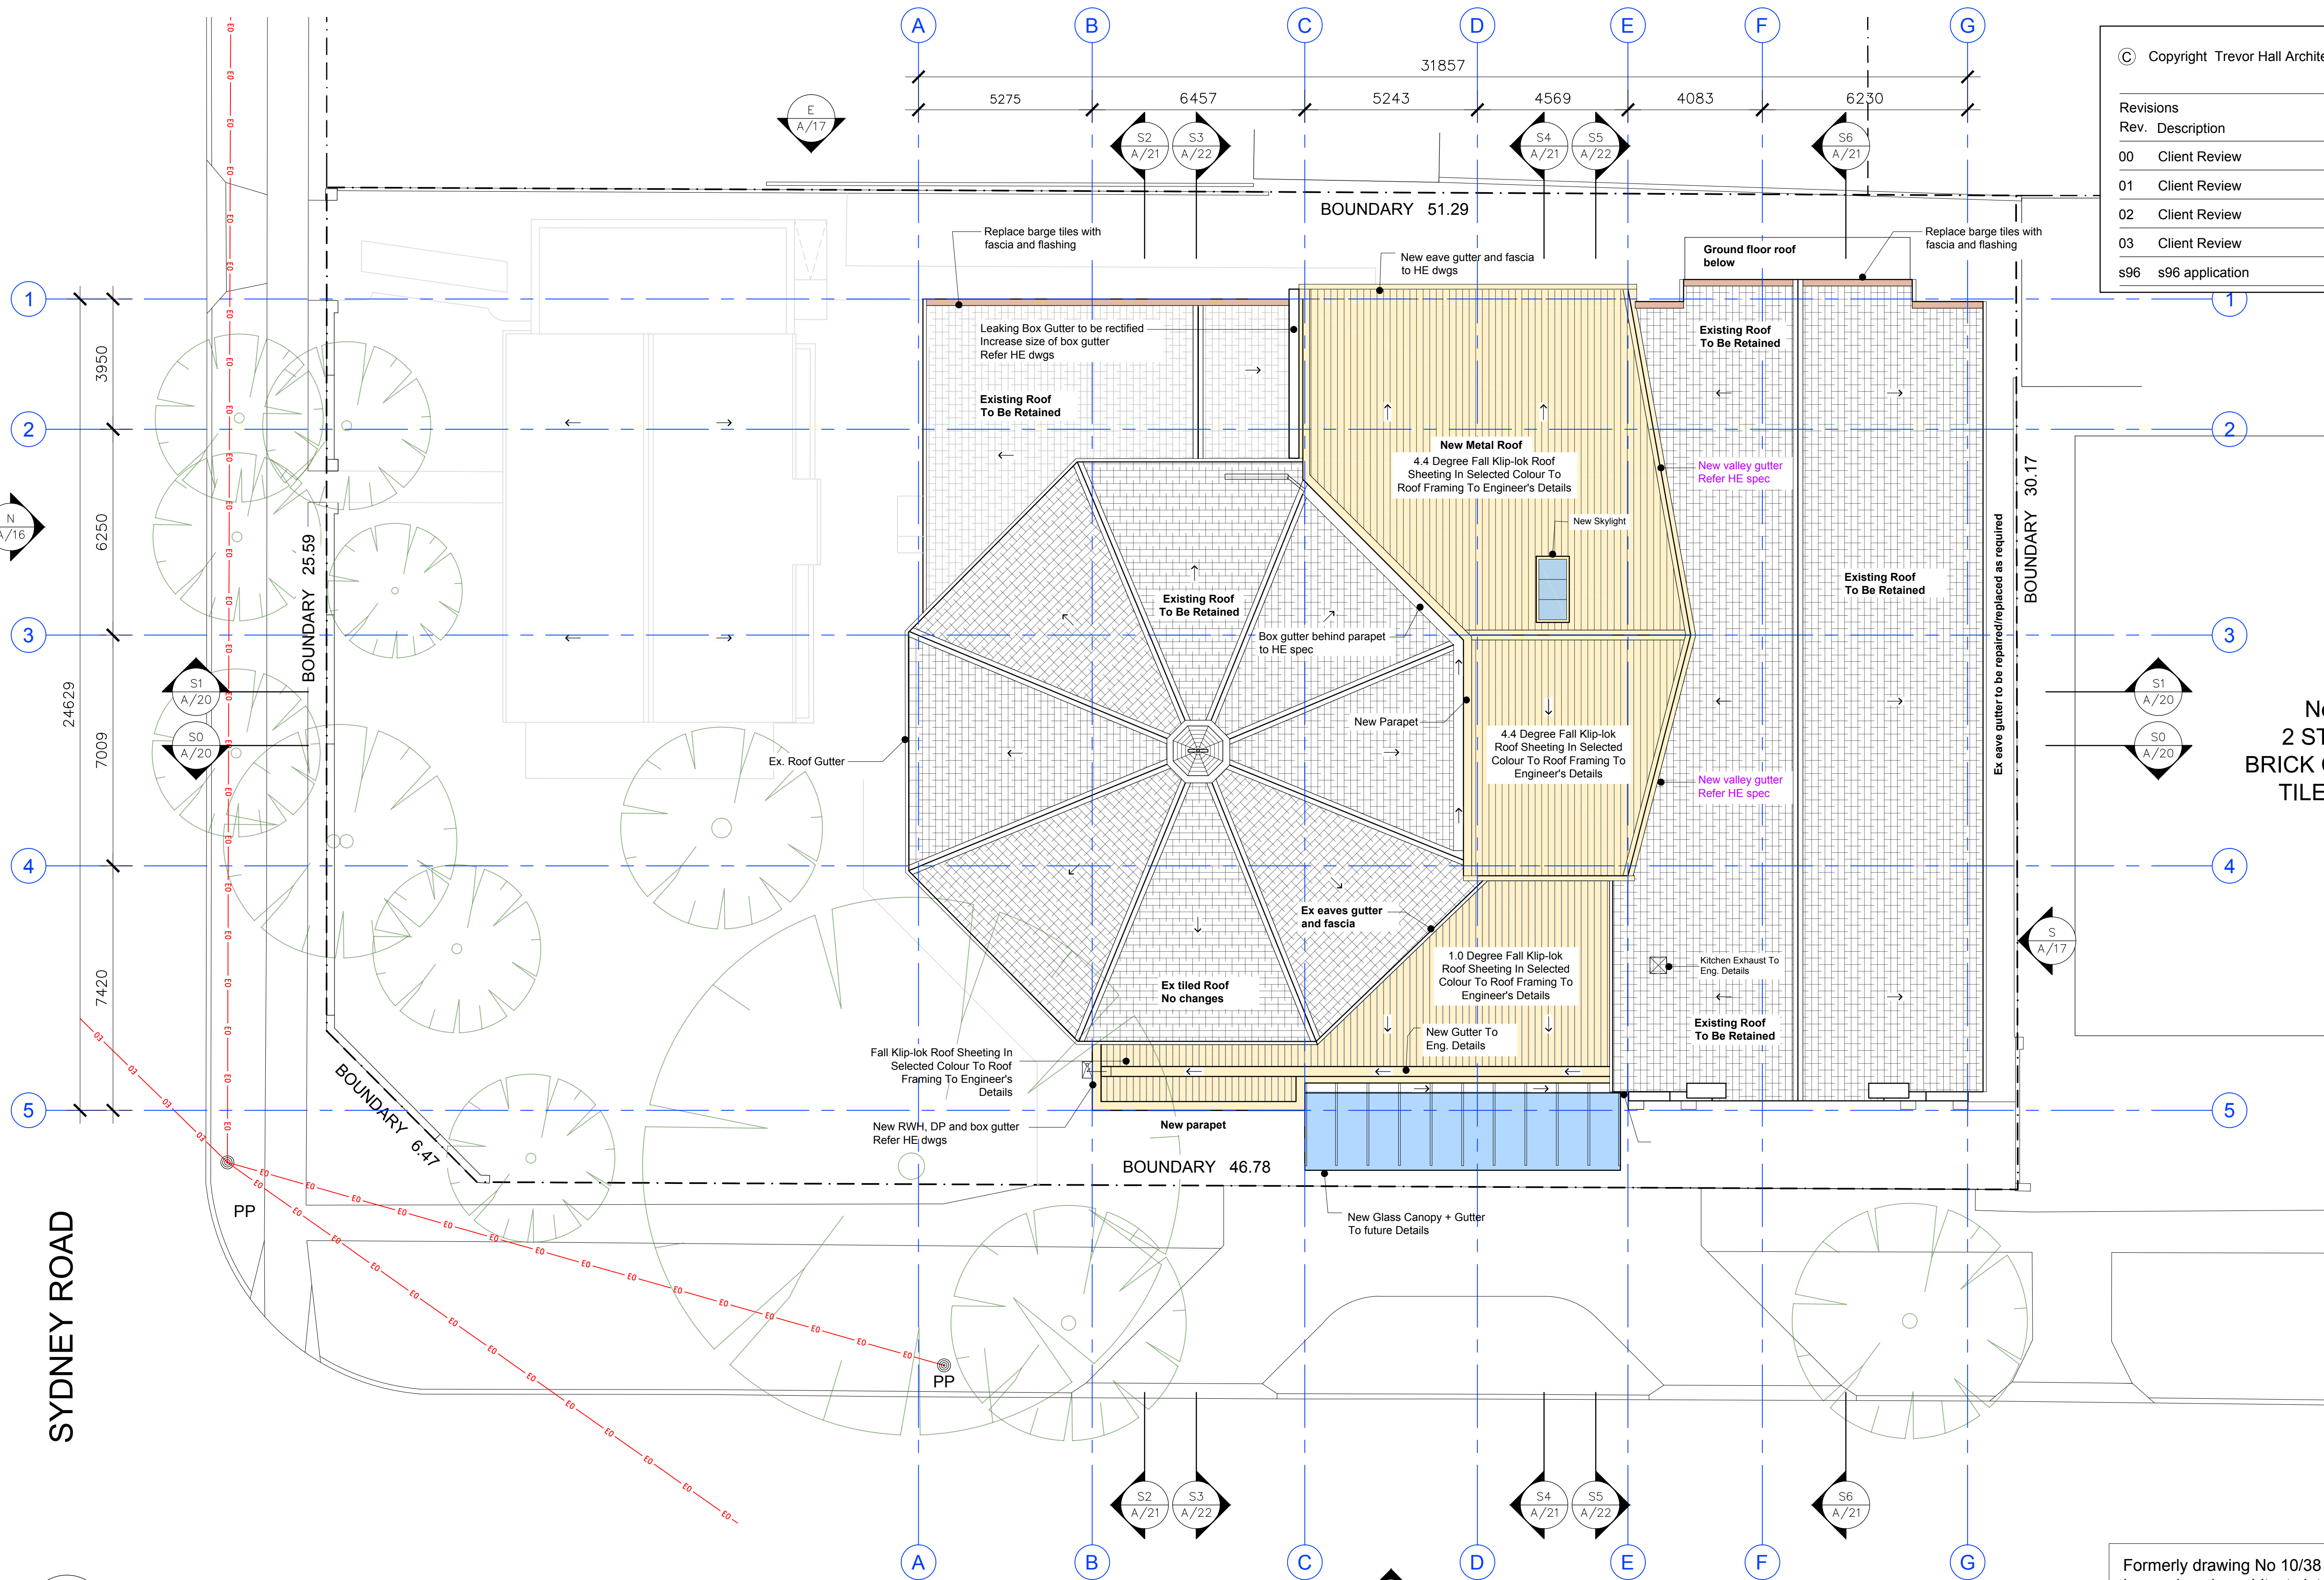 A
B
C
D
E
F
G
31857
5275
6457
5243
4569
4083
6230
© Copyright Trevor Hall
Revisions
Rev. Description
00 Client Review
01 Client Review
02 Client Review
03 Client Review
s96 s96 application
E
A/17
S2
A/21
S3
A/22
S4
A/21
S5
A/22
S6
A/21
BOUNDARY 51.29
Replace barge tiles with
fascia and flashing
New eave gutter and fascia
to HE dwgs
Ground floor roof
below
Replace barge tiles with
fascia and flashing
1
1
Leaking Box Gutter to be rectified
Increase size of box gutter
Refer HE dwgs
Existing Roof
To Be Retained
3950
Existing Roof
To Be Retained
2
2
New Metal Roof
4.4 Degree Fall Klip-lok Roof
Sheeting In Selected Colour To
Roof Framing To Engineer's Details
New valley gutter
Refer HE spec
BOUNDARY 30.17
N
A/16
6250
BOUNDARY 25.59
New Skylight
Ex eave gutter to be repaired/replaced as required
Existing Roof
To Be Retained
Existing Roof
To Be Retained
3
3
Box gutter behind parapet
to HE spec
24629
S1
A/20
S0
A/20
7009
New Parapet
4.4 Degree Fall Klip-lok
Roof Sheeting In Selected
Colour To Roof Framing To
Engineer's Details
Ex. Roof Gutter
New valley gutter
Refer HE spec
S1
A/20
S0
A/20
BRICK
4
4
Ex eaves gutter
and fascia
S
A/17
7420
1.0 Degree Fall Klip-lok
Roof Sheeting In Selected
Colour To Roof Framing To
Engineer's Details
Kitchen Exhaust To
Eng. Details
Ex tiled Roof
No changes
New Gutter To
Eng. Details
Existing Roof
To Be Retained
Fall Klip-lok Roof Sheeting In
Selected Colour To Roof
Framing To Engineer's
Details
5
5
BOUNDARY 6.47
New RWH, DP and box gutter
Refer HE dwgs
New parapet
BOUNDARY 46.78
New Glass Canopy + Gutter
To future Details
PP
PP
SYDNEY ROAD
EO
S2
A/21
S3
A/22
S4
A/21
S5
A/22
S6
A/21
A
B
C
D
E
F
G
Formerly drawing No 10/38